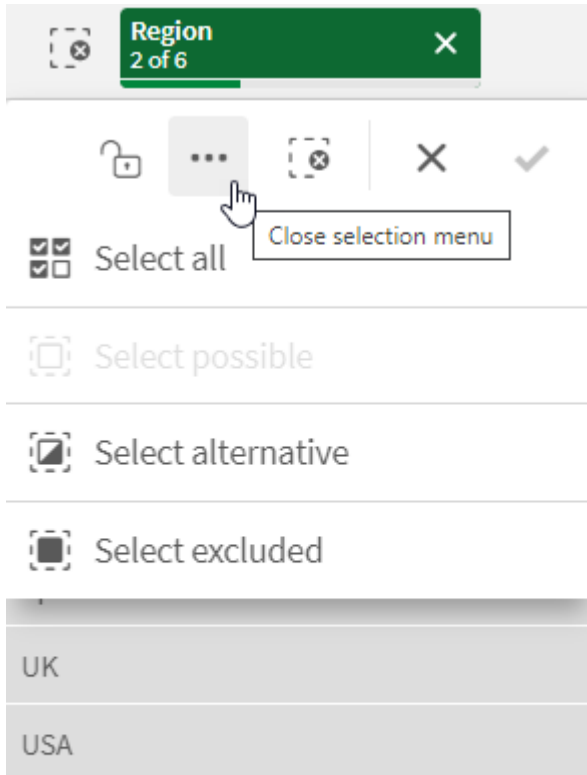 Region
2 of 6
Close selection menu
Select all
Select possible
Select alternative
Select excluded
UK
USA